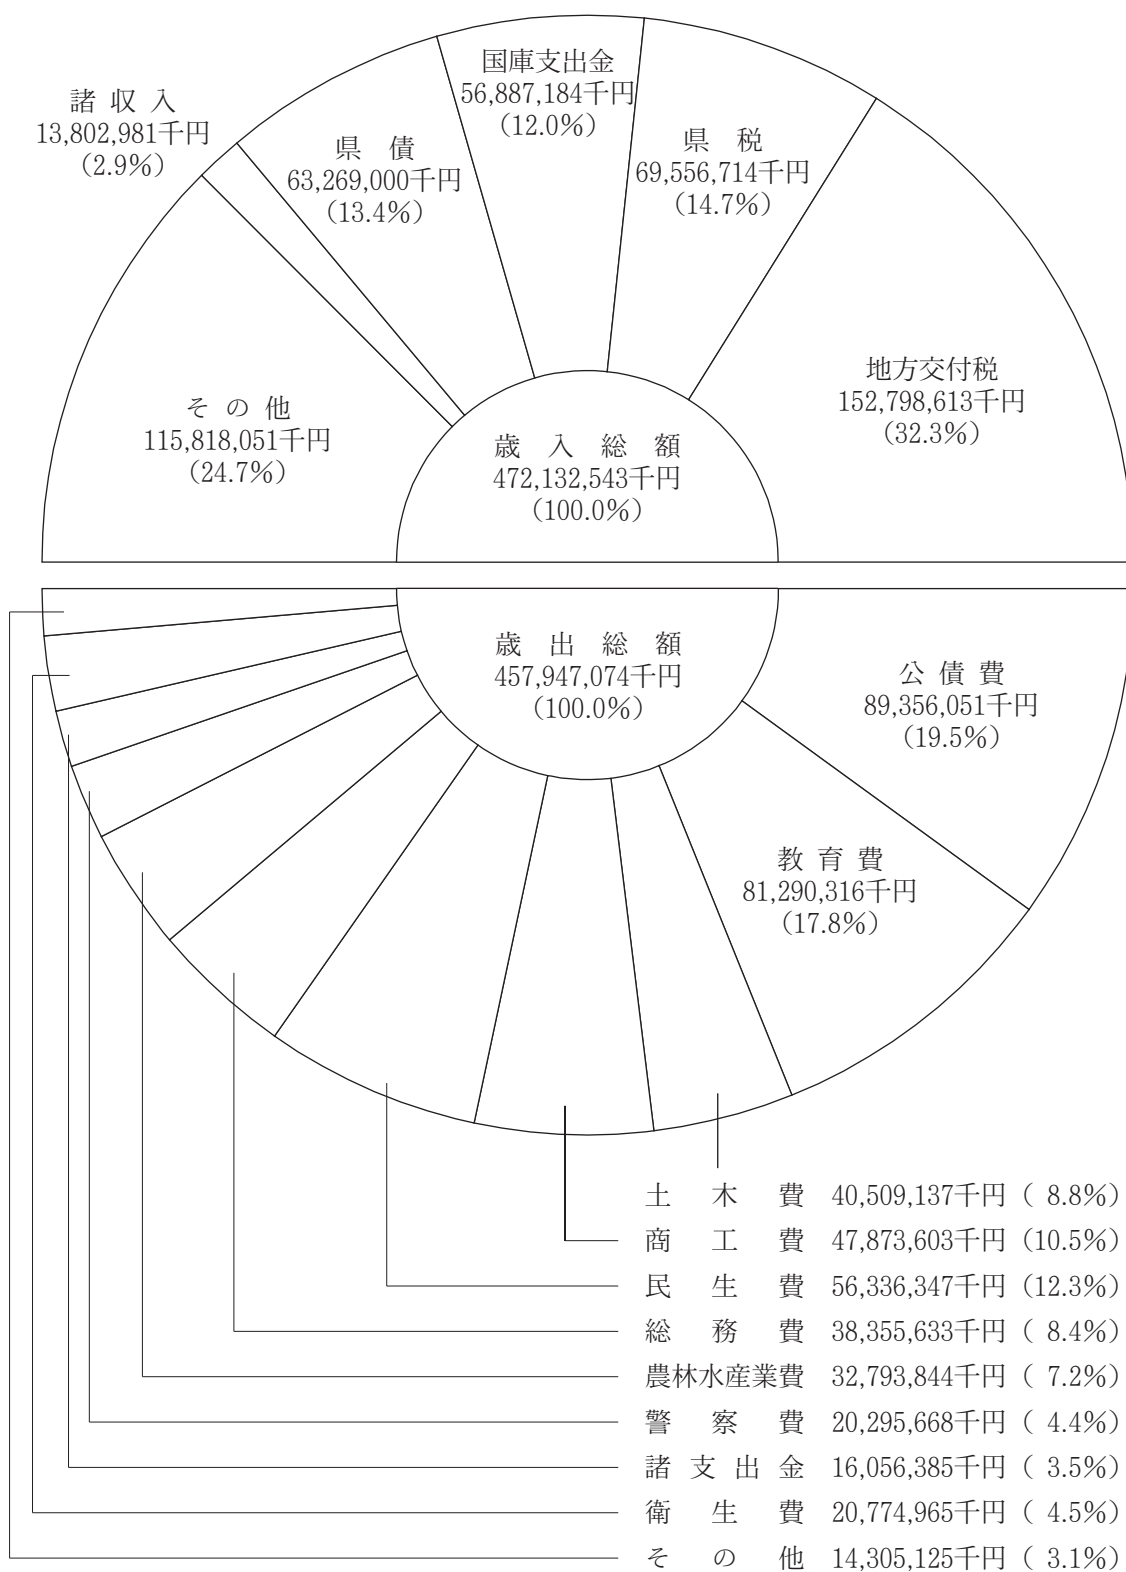 国庫支出金
56,887,184千円
(12.0%)
諸収入
13,802,981千円
(2.9%)
県債
63,269,000千円
(13.4%)
県税
69,556,714千円
(14.7%)
地方交付税
152,798,613千円
(32.3%)
その他
115,818,051千円
(24.7%)
歳入総額
472,132,543千円
(100.0%)
歳出総額
457,947,074千円
(100.0%)
公債費
89,356,051千円
(19.5%)
教育費
81,290,316千円
(17.8%)
土木費 40,509,137千円 ( 8.8%)
商工費 47,873,603千円 (10.5%)
民生費 56,336,347千円 (12.3%)
総務費 38,355,633千円 ( 8.4%)
農林水産業費 32,793,844千円 ( 7.2%)
警察費 20,295,668千円 ( 4.4%)
諸支出金 16,056,385千円 ( 3.5%)
衛生費 20,774,965千円 ( 4.5%)
その他 14,305,125千円 ( 3.1%)